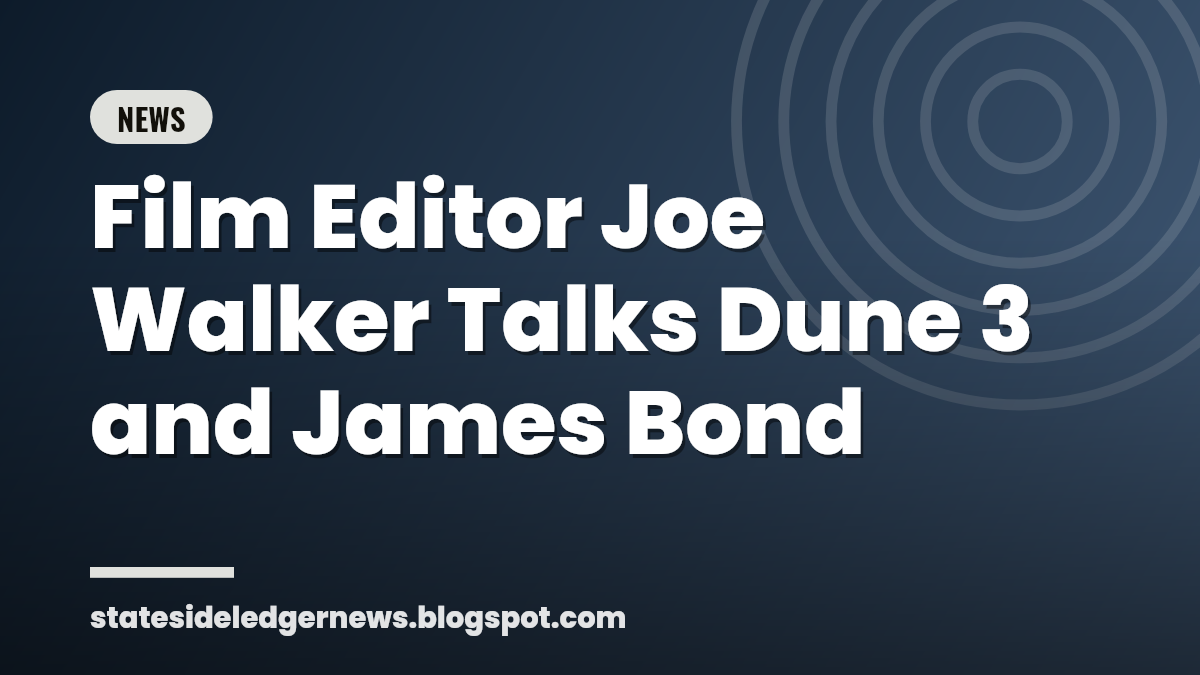 NEWS
Film Editor Joe
Walker Talks Dune 3
and James Bond
statesideledgernews.blogspot.com